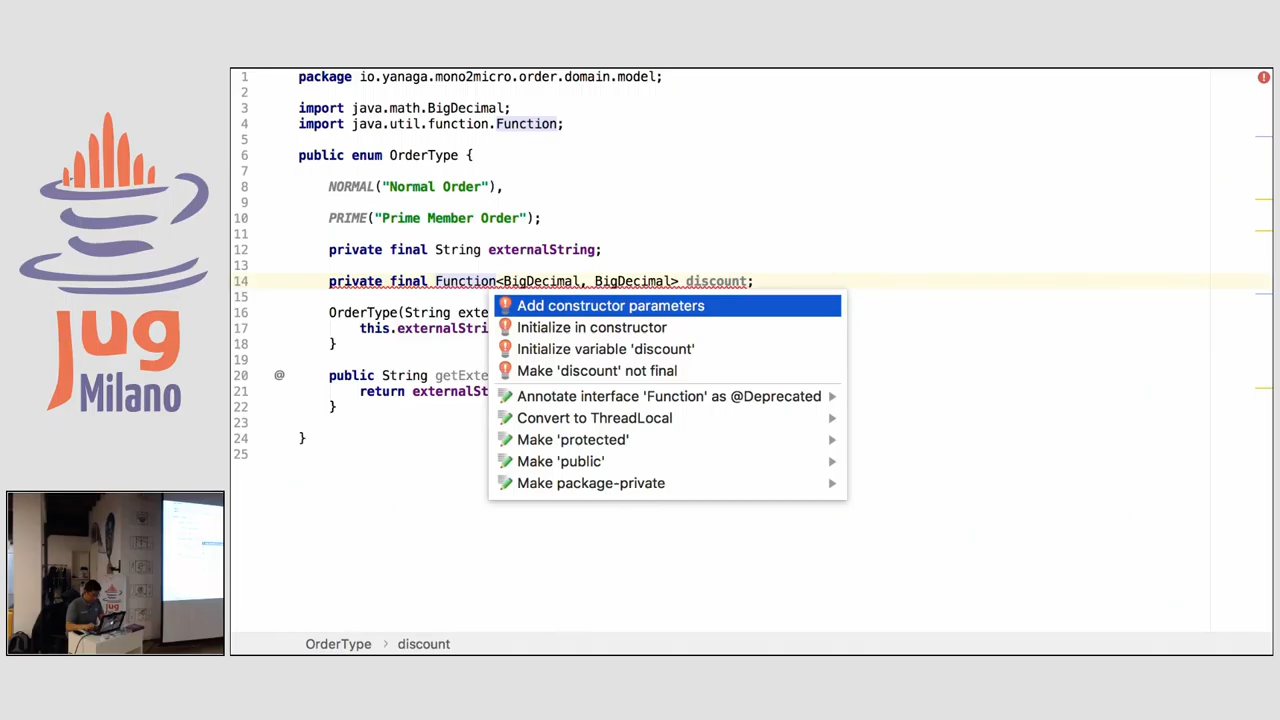 jug
Milano
1 package io.yanaga.mono2micro.order.domain.model;
2
3 import java.math.BigDecimal;
4 import java.util.function.Function;
5
6 public enum OrderType {
7
8 NORMAL("Normal Order"),
9
10 PRIME("Prime Member Order");
11
12 private final String externalString;
13
14 private final Function<BigDecimal, BigDecimal> discount;
15
16 OrderType(String exte
17 this.externalStri
18 }
19
20 @ public String getExte
21 return externalSt
22 }
23
24 }
25
Add constructor parameters
Initialize in constructor
Initialize variable 'discount'
Make 'discount' not final
Annotate interface 'Function' as @Deprecated
Convert to ThreadLocal
Make 'protected'
Make 'public'
Make package-private
OrderType > discount
jug